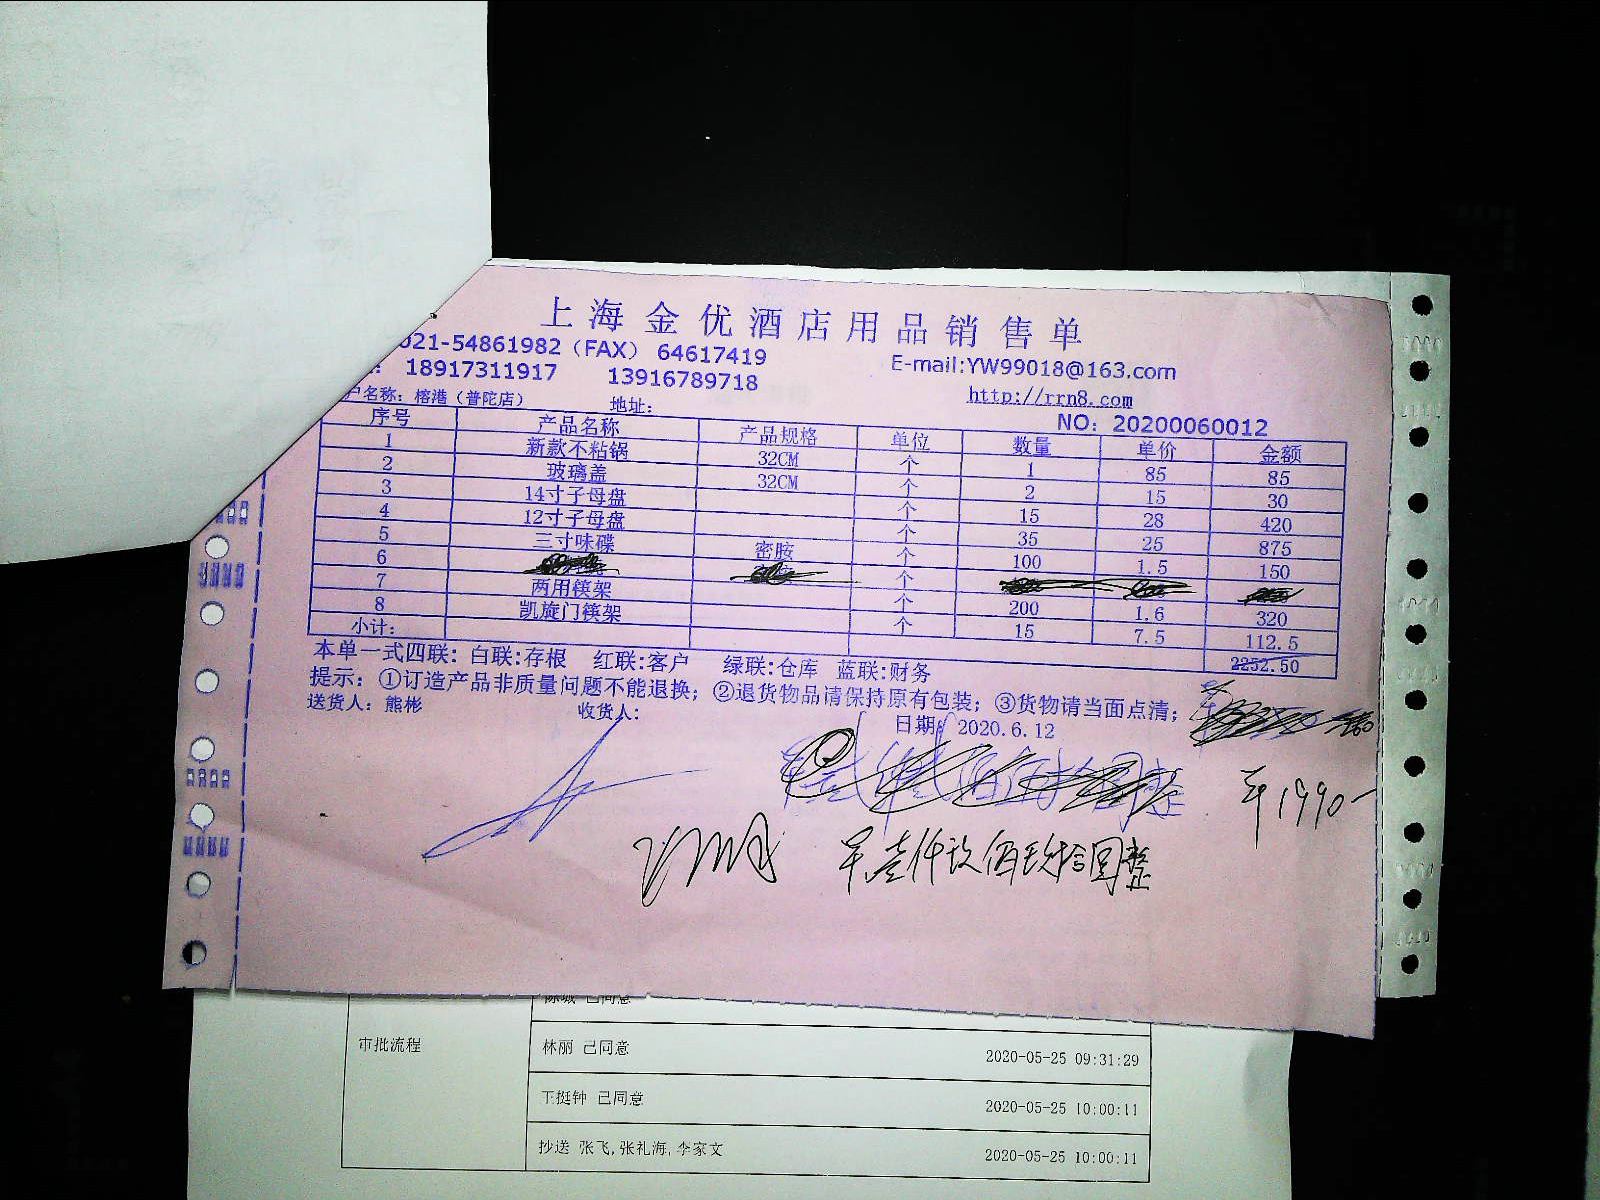 上海金优酒店用品销售单
021-54861982（FAX） 64617419 E-mail:YW99018@163.com
18917311917 13916789718 http://rrn8.com
户名称：榕港（普陀店） 地址： NO：20200060012
序号 产品名称 产品规格 单位 数量 单价 金额
1 新款不粘锅 32CM 个 1 85 85
2 玻璃盖 32CM 个 2 15 30
3 14寸子母盘 个 15 28 420
4 12寸子母盘 个 35 25 875
5 三寸味碟 密胺 个 100 1.5 150
6 个
7 两用筷架 个 200 1.6 320
8 凯旋门筷架 个 15 7.5 112.5
小计： 2252.50
本单一式四联：白联:存根 红联:客户 绿联:仓库 蓝联:财务
提示：①订造产品非质量问题不能退换；②退货物品请保持原有包装；③货物请当面点清；
送货人：熊彬 收货人： 日期： 2020.6.12
1990-
壹仟玖佰玖拾圆整
已同意
审批流程
林丽 已同意 2020-05-25 09:31:29
王挺钟 已同意 2020-05-25 10:00:11
抄送 张飞,张礼海,李家文 2020-05-25 10:00:11